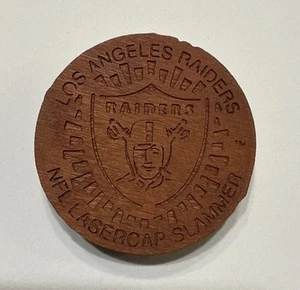 LOS ANGELES RAIDERS
RAIDERS
NFL LASERCAP SLAMMER